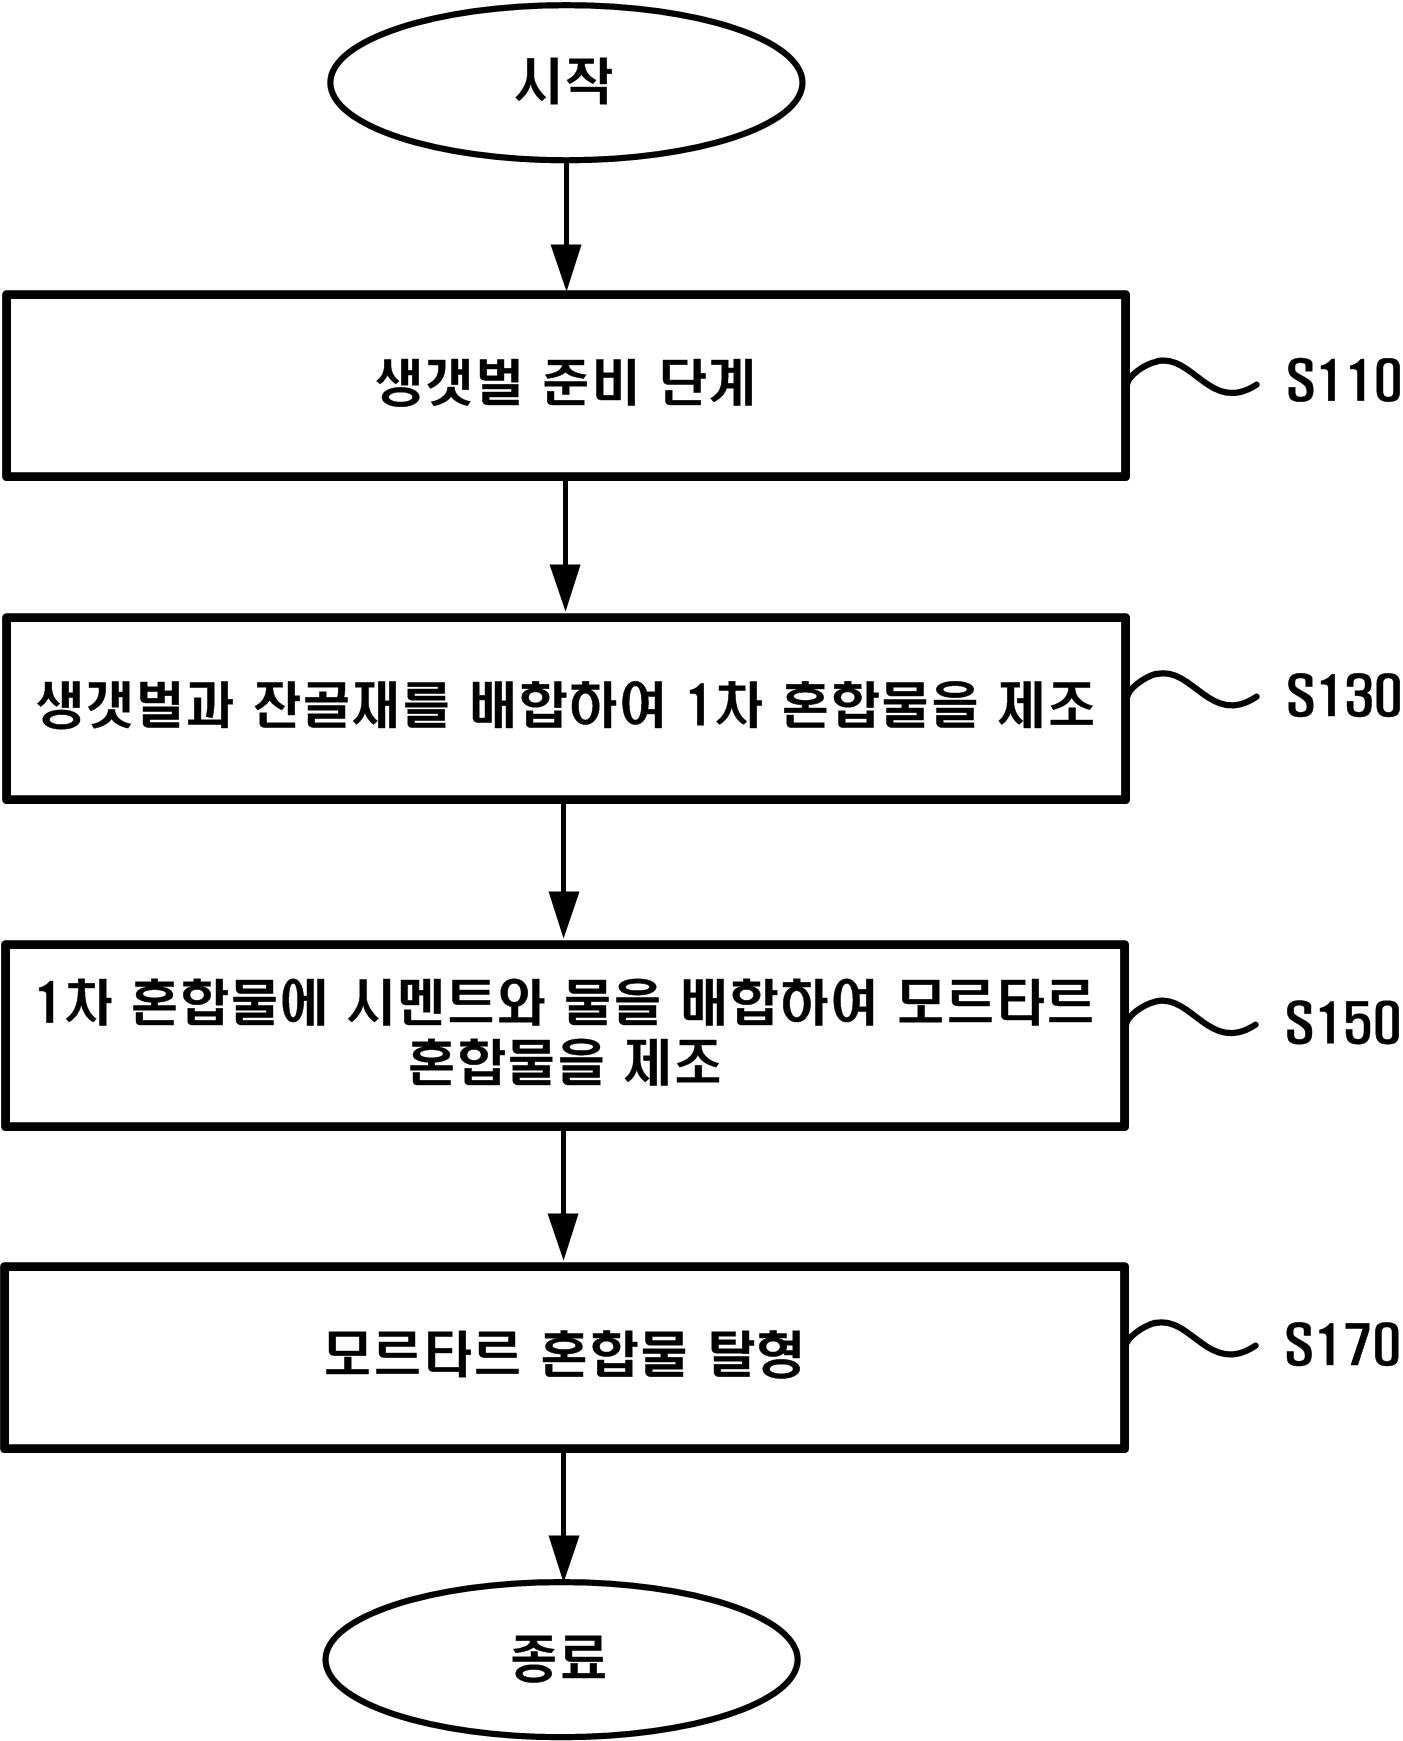 시작
생갯벌 준비 단계
S110
생갯벌과 잔골재를 배합하여 1차 혼합물을 제조
S130
1차 혼합물에 시멘트와 물을 배합하여 모르타르
혼합물을 제조
S150
모르타르 혼합물 탈형
S170
종료